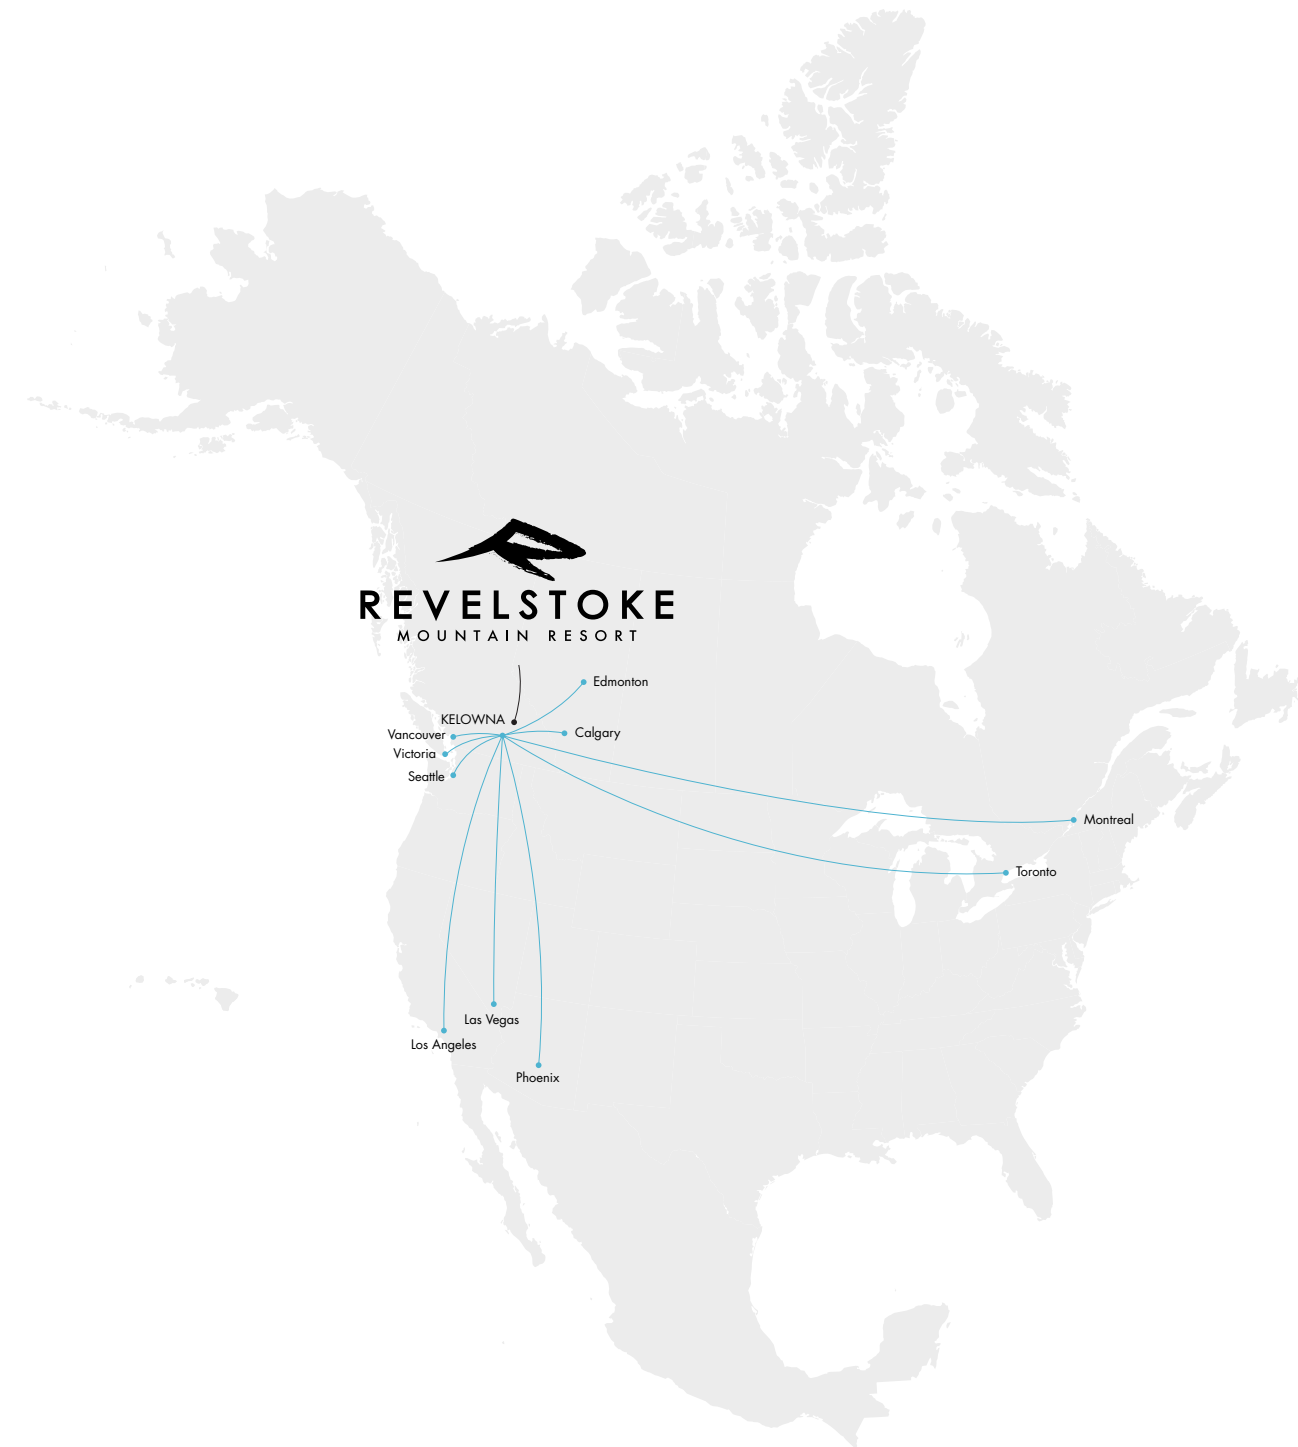 REVELSTOKE
MOUNTAIN RESORT
Edmonton
KELOWNA
Vancouver
Calgary
Victoria
Seattle
Montreal
Toronto
Las Vegas
Los Angeles
Phoenix